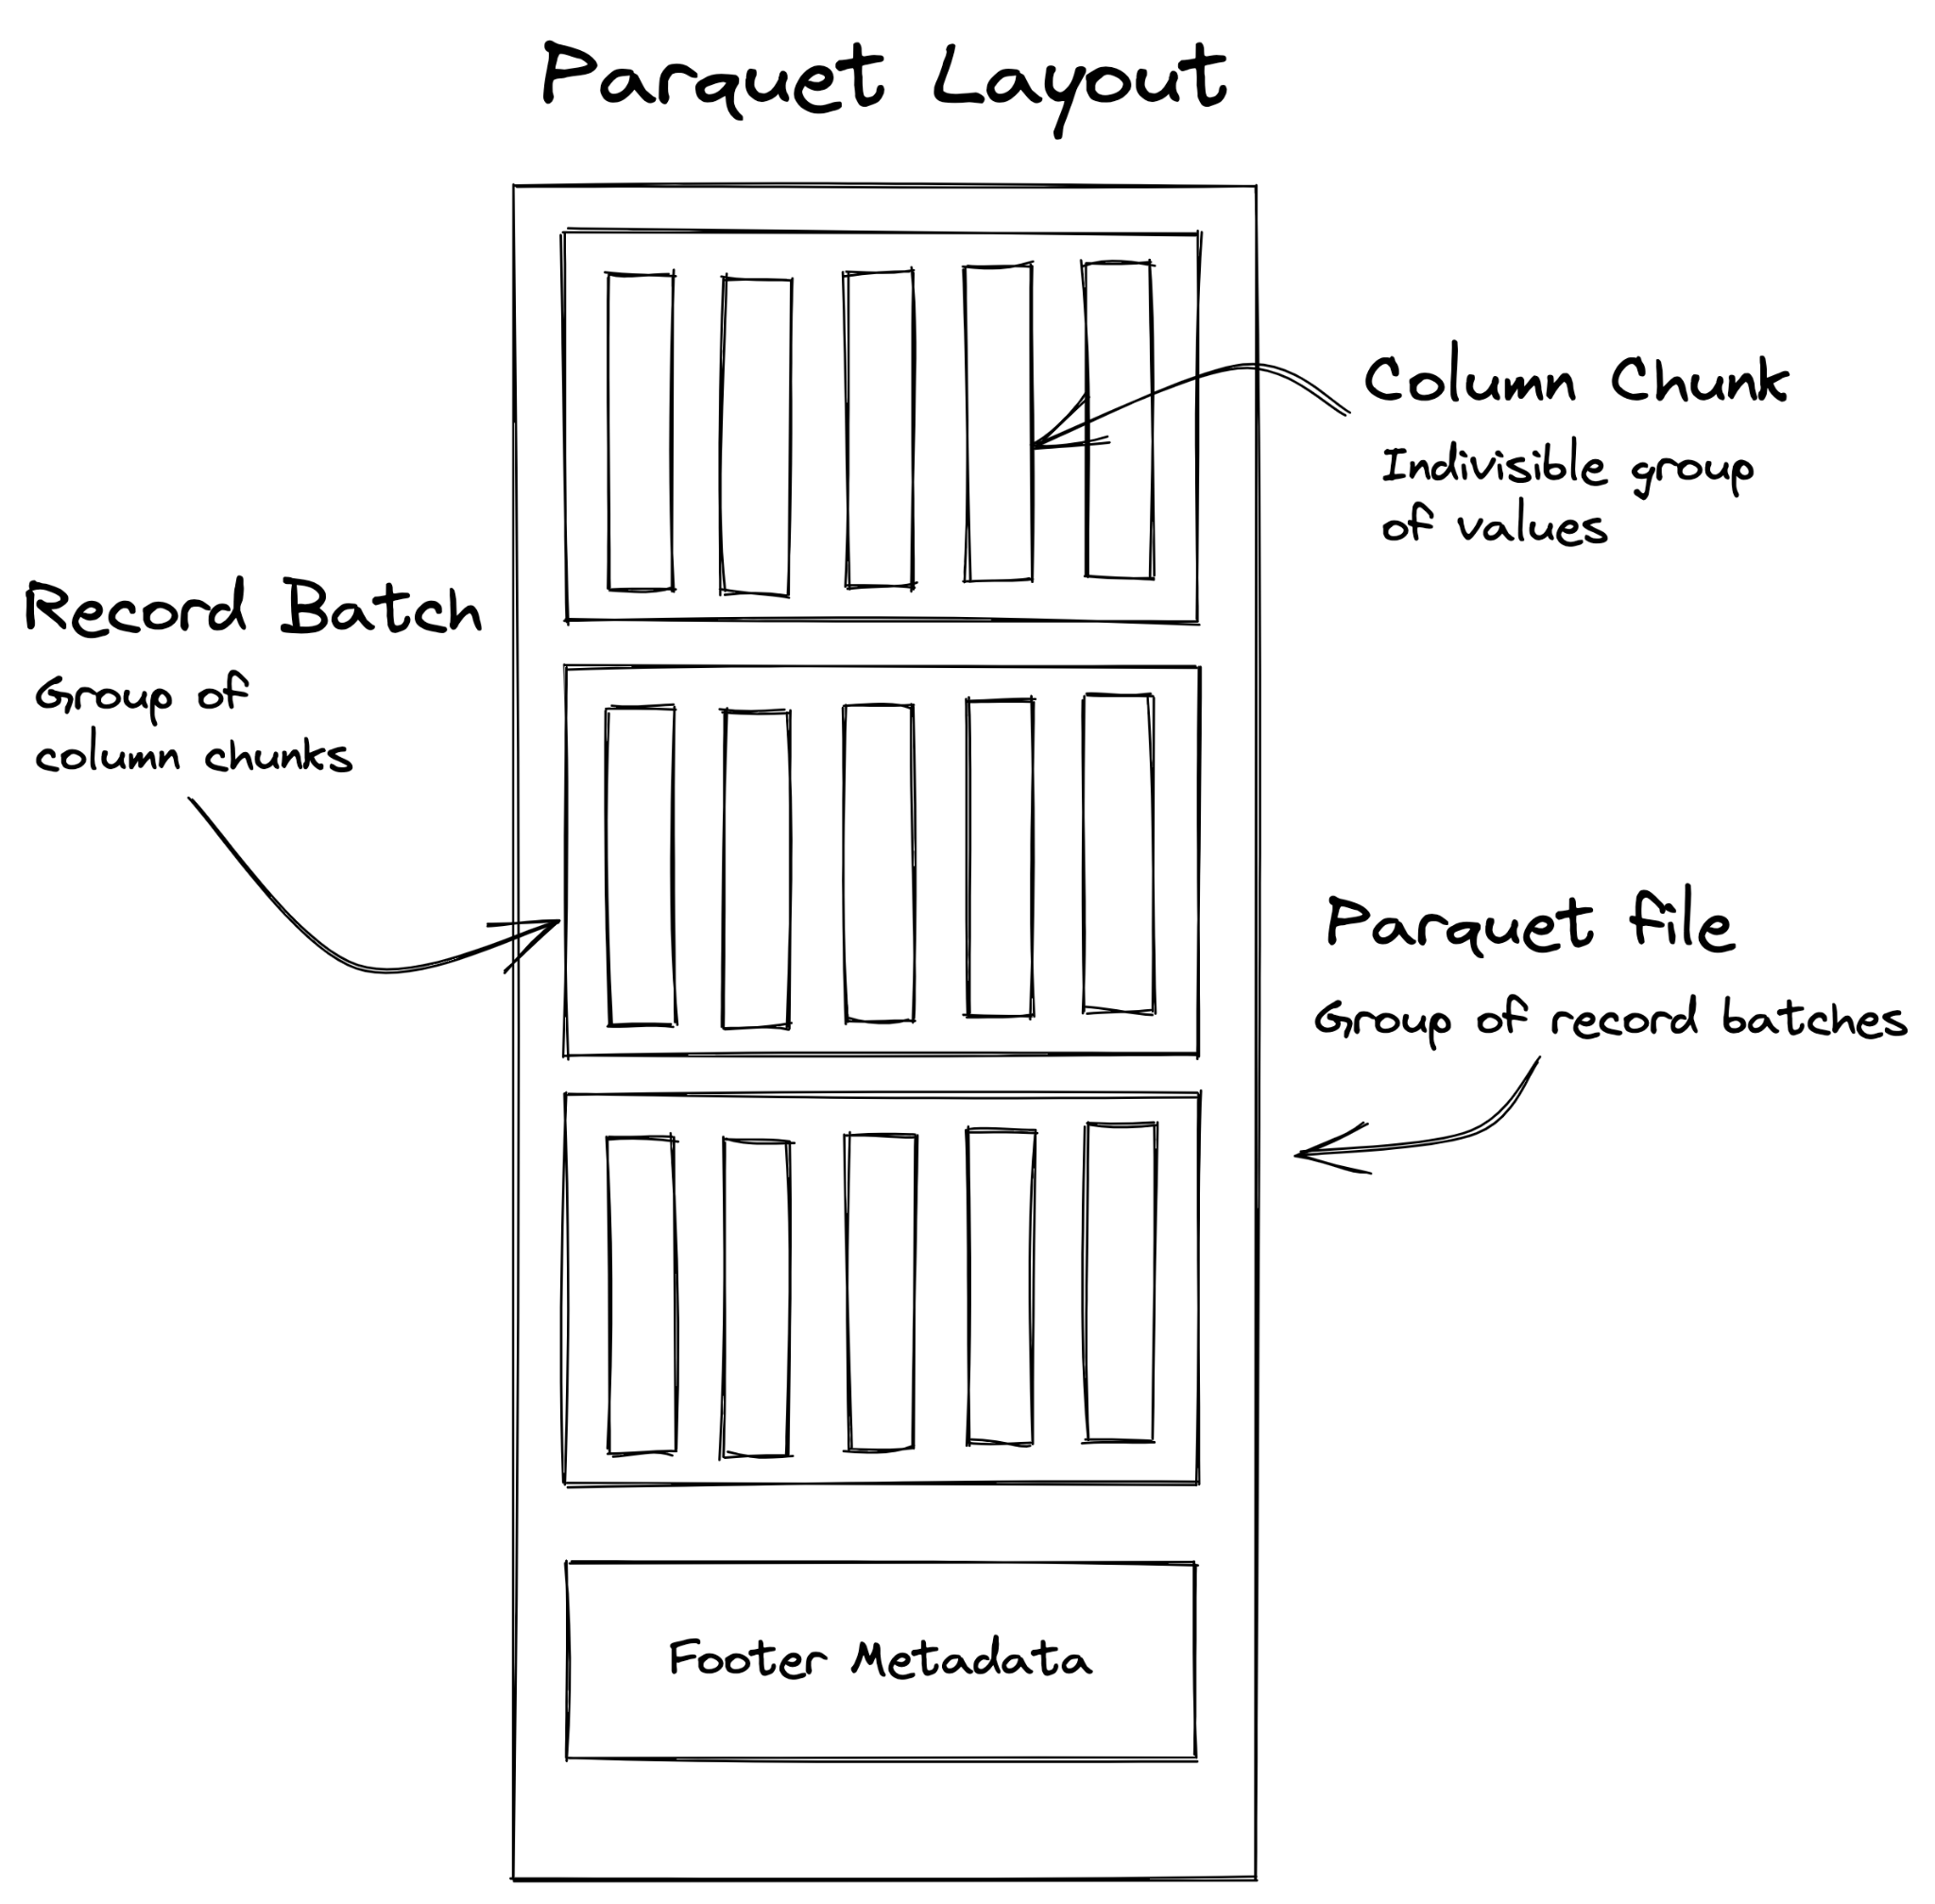 Parquet Layout
Column Chunk
Indivisible group
of values
Record Batch
Group of
column chunks
Parquet file
Group of record batches
Footer Metadata